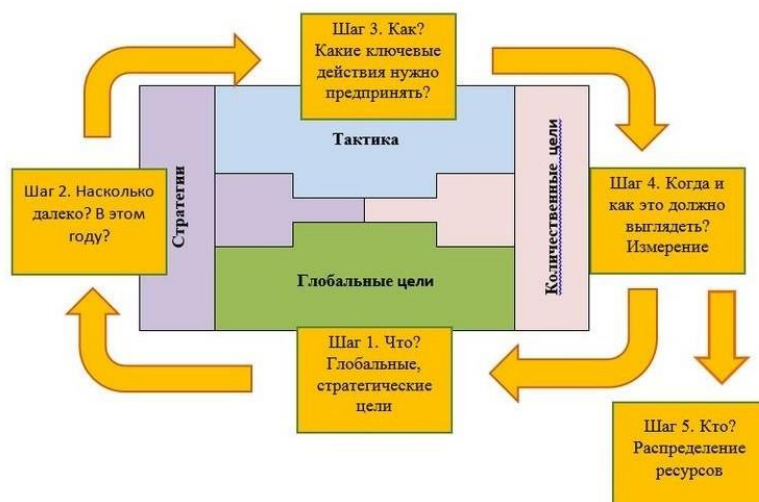 Шаг 3. Как?
Какие ключевые
действия нужно
предпринять?
Тактика
Шаг 2. Насколько
далеко? В этом
году?
Стратегии
Количественные цели
Шаг 4. Когда и
как это должно
выглядеть?
Измерение
Глобальные цели
Шаг 1. Что?
Глобальные,
стратегические
цели
Шаг 5. Кто?
Распределение
ресурсов